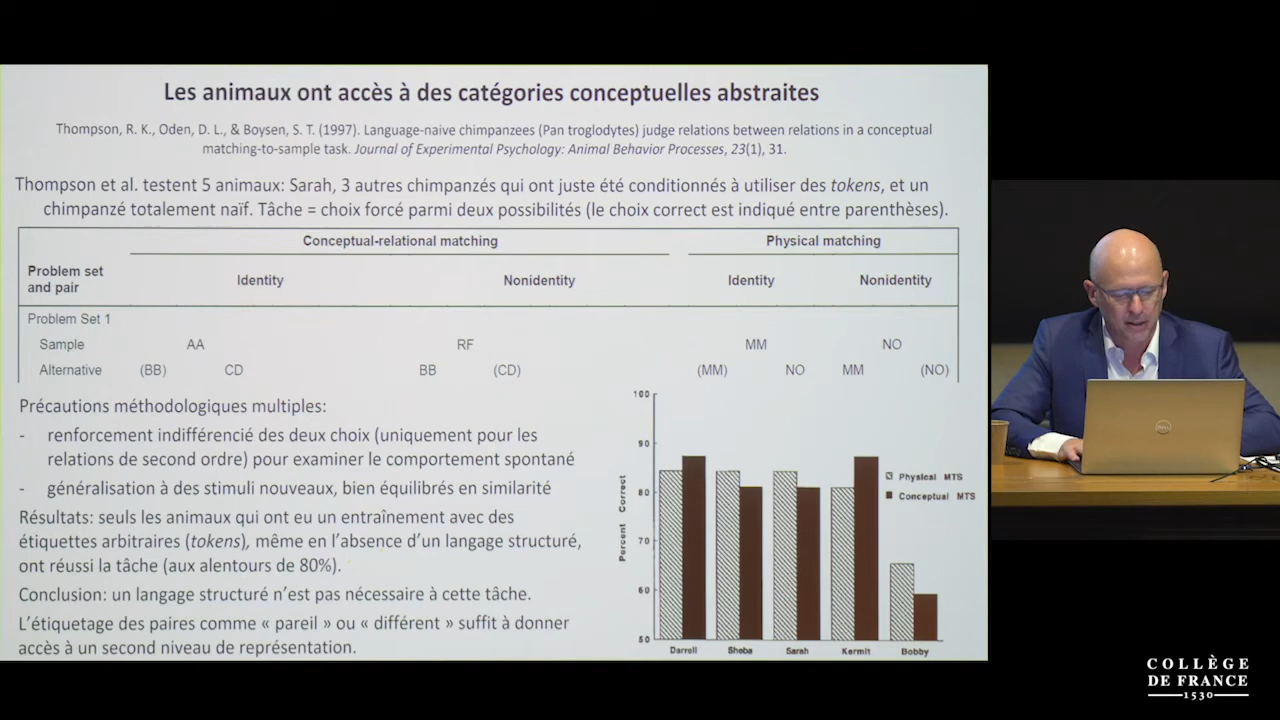 Les animaux ont accès à des catégories conceptuelles abstraites
Thompson, R. K., Oden, D. L., & Boysen, S. T. (1997). Language-naive chimpanzees (Pan troglodytes) judge relations between relations in a conceptual
matching-to-sample task. Journal of Experimental Psychology: Animal Behavior Processes, 23(1), 31.
Thompson et al. testent 5 animaux: Sarah, 3 autres chimpanzés qui ont juste été conditionnés à utiliser des tokens, et un
chimpanzé totalement naïf. Tâche = choix forcé parmi deux possibilités (le choix correct est indiqué entre parenthèses).
Conceptual-relational matching Physical matching
Problem set
and pair
Identity Nonidentity Identity Nonidentity
Problem Set 1
Sample AA RF MM NO
Alternative (BB) CD BB (CD) (MM) NO MM (NO)
Précautions méthodologiques multiples:
- renforcement indifférencié des deux choix (uniquement pour les
relations de second ordre) pour examiner le comportement spontané
- généralisation à des stimuli nouveaux, bien équilibrés en similarité
Résultats: seuls les animaux qui ont eu un entraînement avec des
étiquettes arbitraires (tokens), même en l'absence d'un langage structuré,
ont réussi la tâche (aux alentours de 80%).
Conclusion: un langage structuré n'est pas nécessaire à cette tâche.
L'étiquetage des paires comme « pareil » ou « différent » suffit à donner
accès à un second niveau de représentation.
Percent Correct
100
90
80
70
60
50
Physical MTS
Conceptual MTS
Darrell Sheba Sarah Kermit Bobby
DELL
COLLÈGE
DE FRANCE
1530